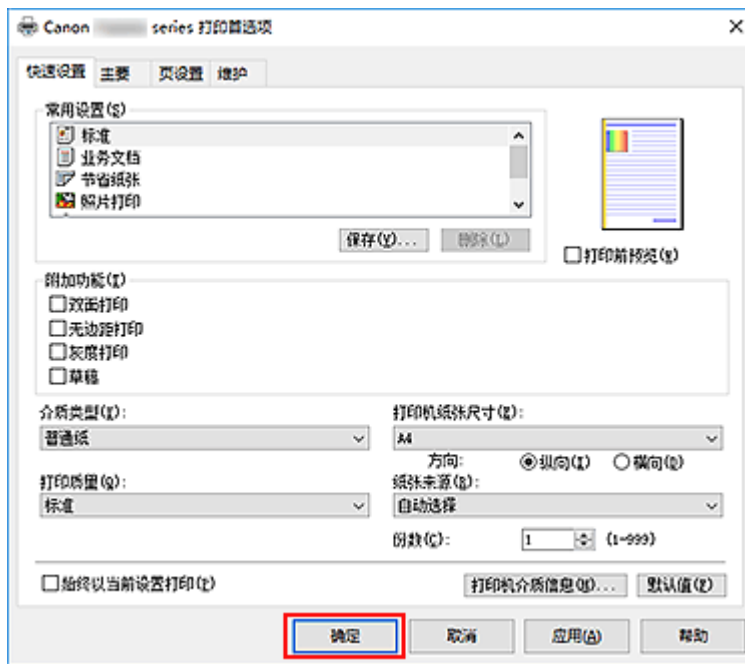 Canon series 打印首选项
快速设置 主要 页设置 维护
常用设置(S)
标准
业务文档
节省纸张
照片打印
保存(V)... 删除(L)
打印前预览(W)
附加功能(I)
双面打印
无边距打印
灰度打印
草稿
介质类型(X): 打印机纸张尺寸(Z):
普通纸 A4
方向: 纵向(I) 横向(D)
打印质量(Q): 纸张来源(R):
标准 自动选择
份数(C): 1 (1-999)
始终以当前设置打印(P)
打印机介质信息(M)... 默认值(F)
确定 取消 应用(A) 帮助